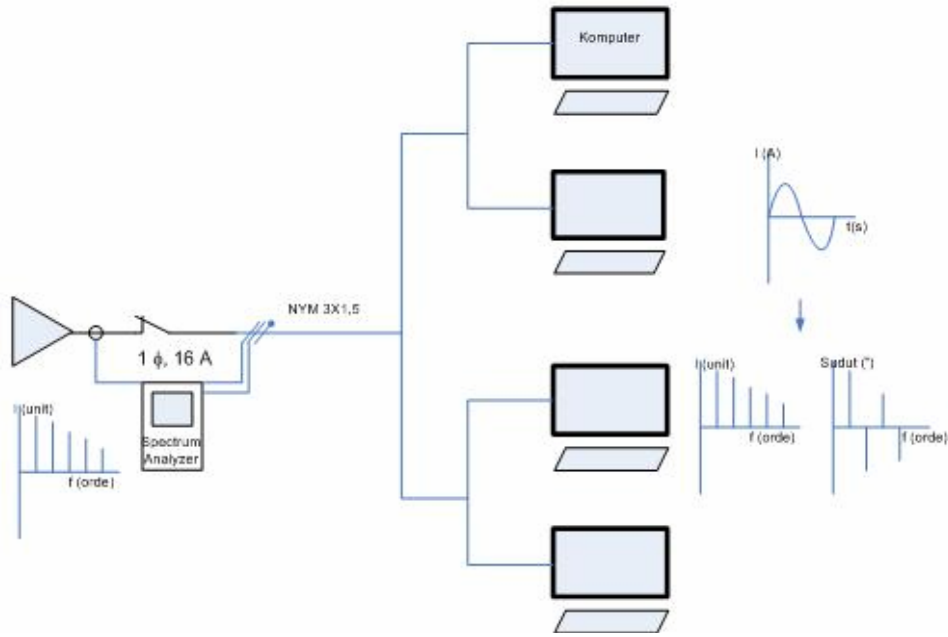 Komputer
I (A)
t(s)
NYM 3X1,5
1 ϕ, 16 A
I (unit)
Sudut (°)
f (orde)
f (orde)
I (unit)
Spectrum
Analyzer
f (orde)